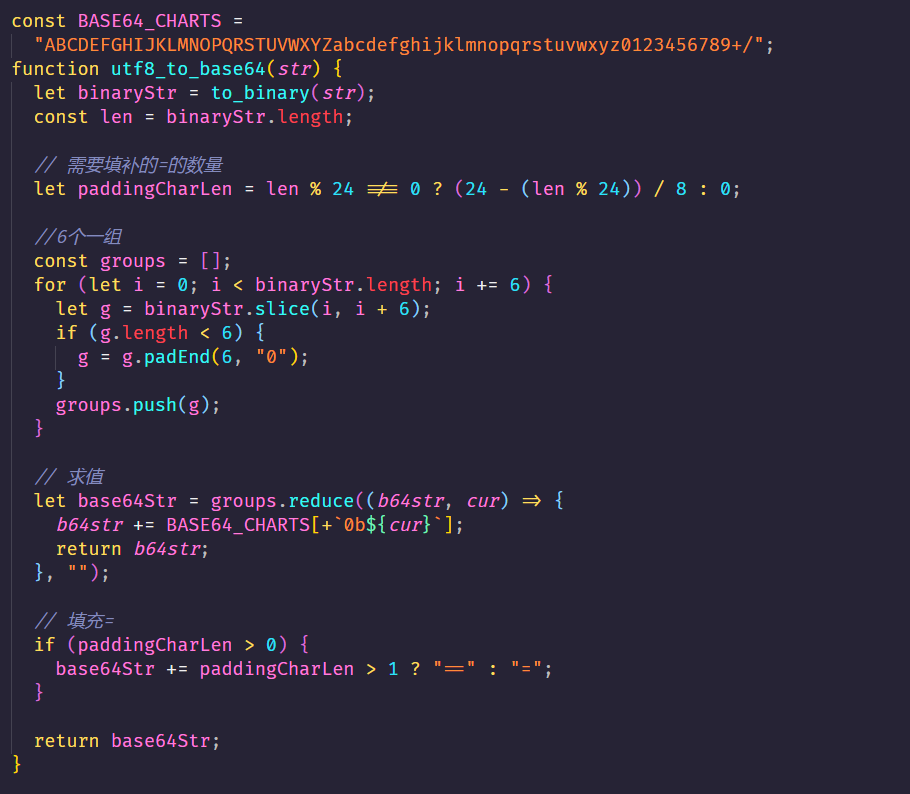 const BASE64_CHARTS =
  "ABCDEFGHIJKLMNOPQRSTUVWXYZabcdefghijklmnopqrstuvwxyz0123456789+/";
function utf8_to_base64(str) {
  let binaryStr = to_binary(str);
  const len = binaryStr.length;

  // 需要填补的=的数量
  let paddingCharLen = len % 24 !== 0 ? (24 - (len % 24)) / 8 : 0;

  //6个一组
  const groups = [];
  for (let i = 0; i < binaryStr.length; i += 6) {
    let g = binaryStr.slice(i, i + 6);
    if (g.length < 6) {
      g = g.padEnd(6, "0");
    }
    groups.push(g);
  }

  // 求值
  let base64Str = groups.reduce((b64str, cur) => {
    b64str += BASE64_CHARTS[+`0b${cur}`];
    return b64str;
  }, "");

  // 填充=
  if (paddingCharLen > 0) {
    base64Str += paddingCharLen > 1 ? "==" : "=";
  }

  return base64Str;
}